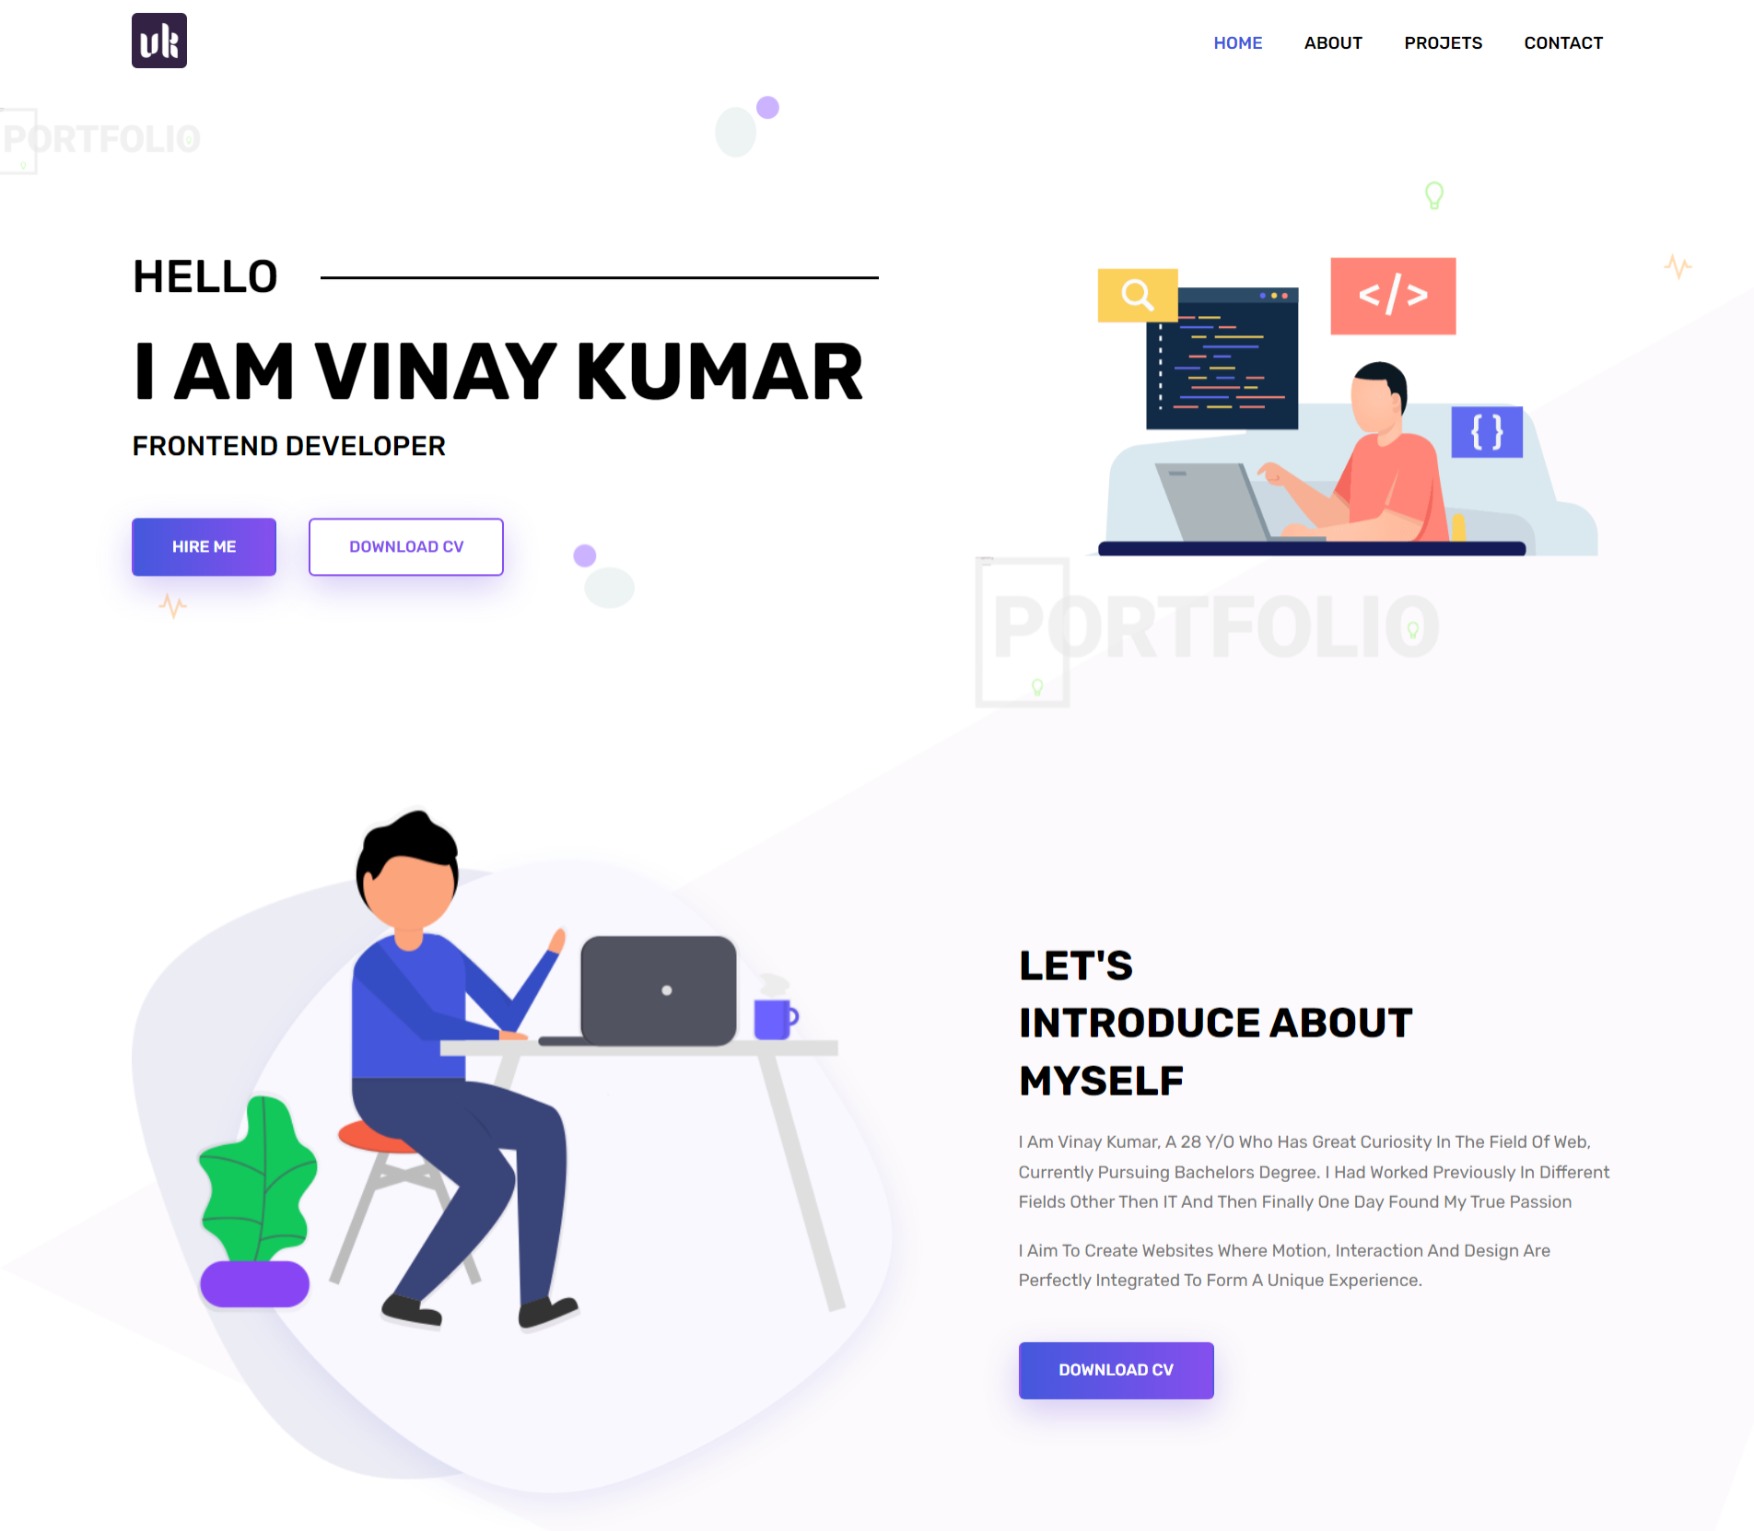 uk
HOME ABOUT PROJETS CONTACT
PORTFOLIO
HELLO
I AM VINAY KUMAR
FRONTEND DEVELOPER
HIRE ME DOWNLOAD CV
</>
{ }
PORTFOLIO
LET'S
INTRODUCE ABOUT
MYSELF
I Am Vinay Kumar, A 28 Y/O Who Has Great Curiosity In The Field Of Web,
Currently Pursuing Bachelors Degree. I Had Worked Previously In Different
Fields Other Then IT And Then Finally One Day Found My True Passion
I Aim To Create Websites Where Motion, Interaction And Design Are
Perfectly Integrated To Form A Unique Experience.
DOWNLOAD CV